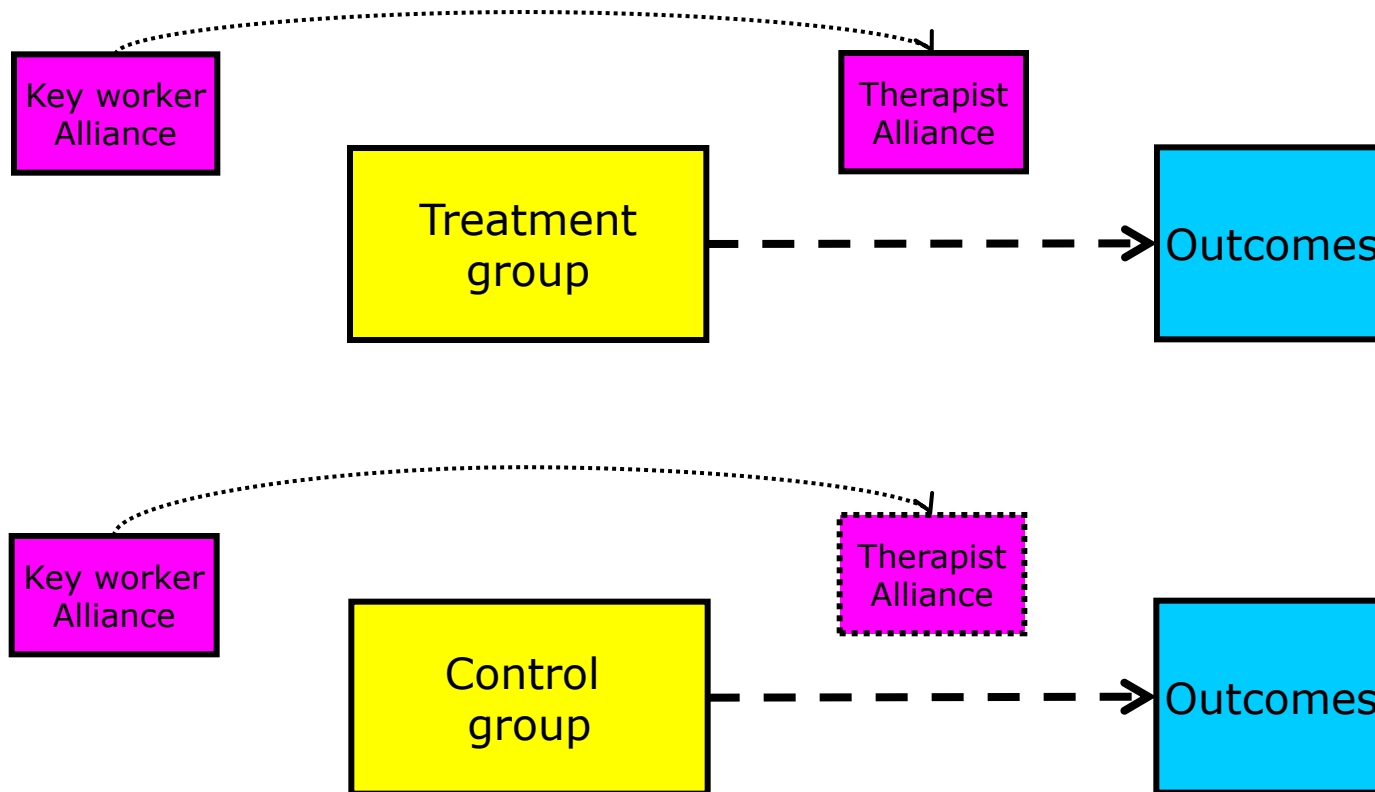 Key worker
Alliance
Therapist
Alliance
Treatment
group
Outcomes
Key worker
Alliance
Therapist
Alliance
Control
group
Outcomes